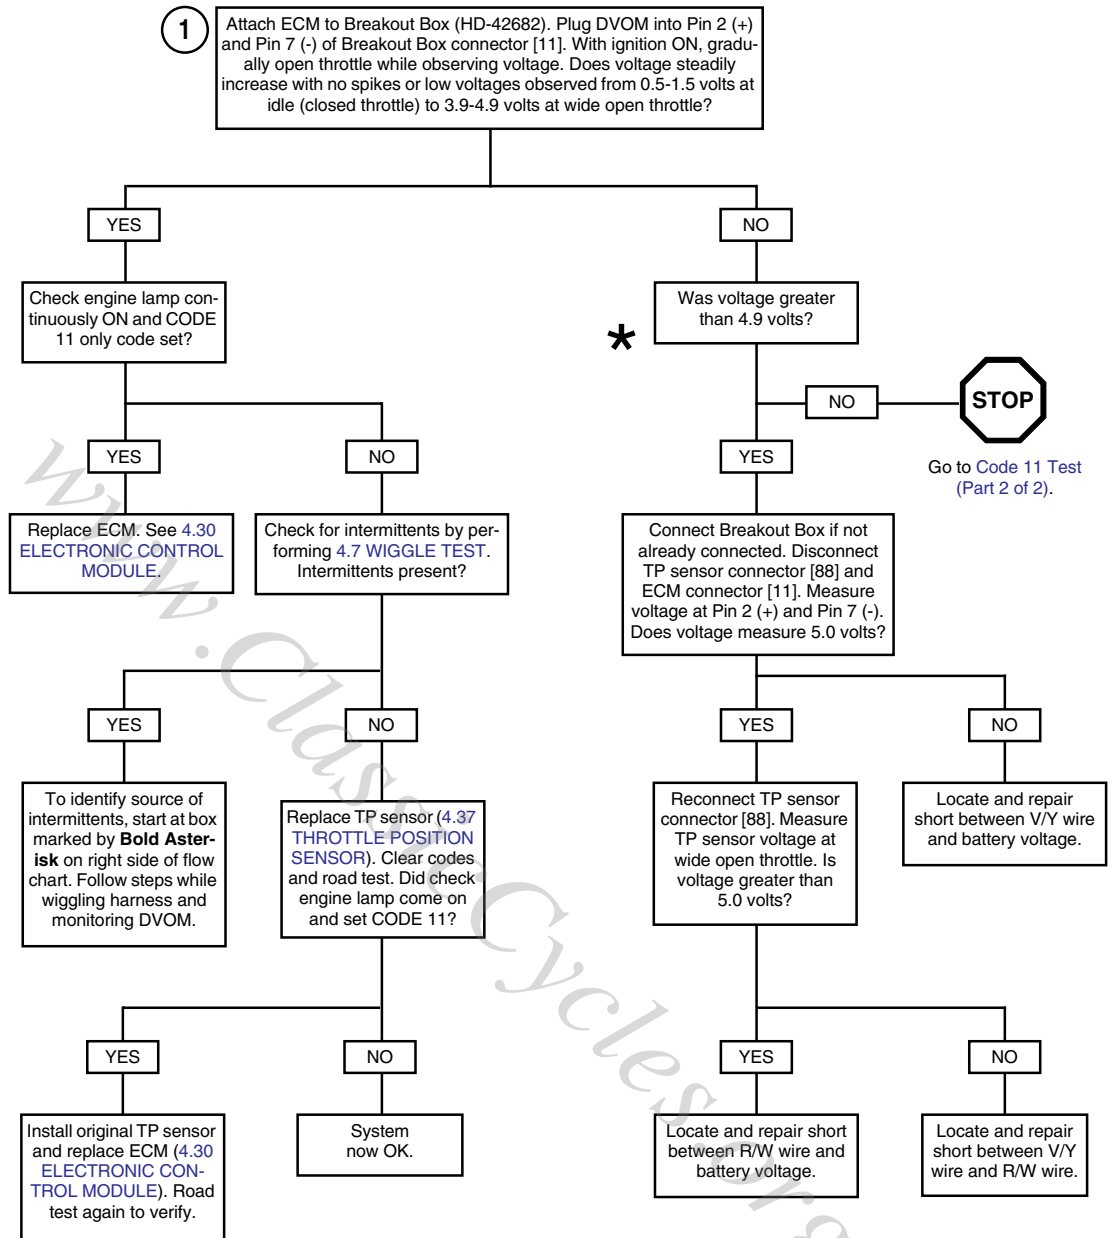 1
Attach ECM to Breakout Box (HD-42682). Plug DVOM into Pin 2 (+)
and Pin 7 (-) of Breakout Box connector [11]. With ignition ON, gradu-
ally open throttle while observing voltage. Does voltage steadily
increase with no spikes or low voltages observed from 0.5-1.5 volts at
idle (closed throttle) to 3.9-4.9 volts at wide open throttle?
YES
NO
Check engine lamp con-
tinuously ON and CODE
11 only code set?
Was voltage greater
than 4.9 volts?
*
NO
STOP
Go to Code 11 Test
(Part 2 of 2).
YES
NO
YES
Replace ECM. See 4.30
ELECTRONIC CONTROL
MODULE.
Check for intermittents by per-
forming 4.7 WIGGLE TEST.
Intermittents present?
Connect Breakout Box if not
already connected. Disconnect
TP sensor connector [88] and
ECM connector [11]. Measure
voltage at Pin 2 (+) and Pin 7 (-).
Does voltage measure 5.0 volts?
YES
NO
YES
NO
To identify source of
intermittents, start at box
marked by Bold Aster-
isk on right side of flow
chart. Follow steps while
wiggling harness and
monitoring DVOM.
Replace TP sensor (4.37
THROTTLE POSITION
SENSOR). Clear codes
and road test. Did check
engine lamp come on
and set CODE 11?
Reconnect TP sensor
connector [88]. Measure
TP sensor voltage at
wide open throttle. Is
voltage greater than
5.0 volts?
Locate and repair
short between V/Y wire
and battery voltage.
YES
NO
YES
NO
Install original TP sensor
and replace ECM (4.30
ELECTRONIC CON-
TROL MODULE). Road
test again to verify.
System
now OK.
Locate and repair short
between R/W wire and
battery voltage.
Locate and repair
short between V/Y
wire and R/W wire.
www.ClassicCycles.org